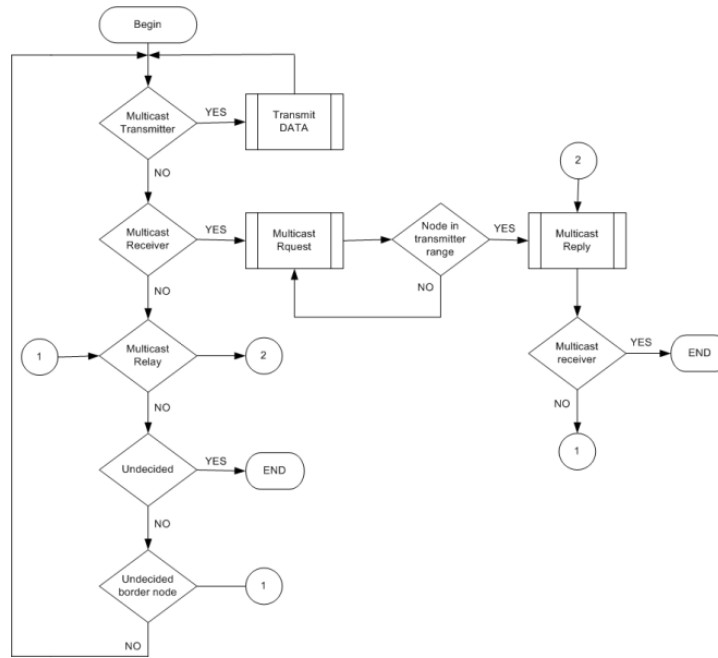 Begin
Multicast
Transmitter
YES
Transmit
DATA
NO
2
Multicast
Receiver
YES
Multicast
Rquest
Node in
transmitter
range
YES
Multicast
Reply
NO
NO
1
Multicast
Relay
2
Multicast
receiver
YES
END
NO
NO
Undecided
YES
END
1
NO
Undecided
border node
1
NO